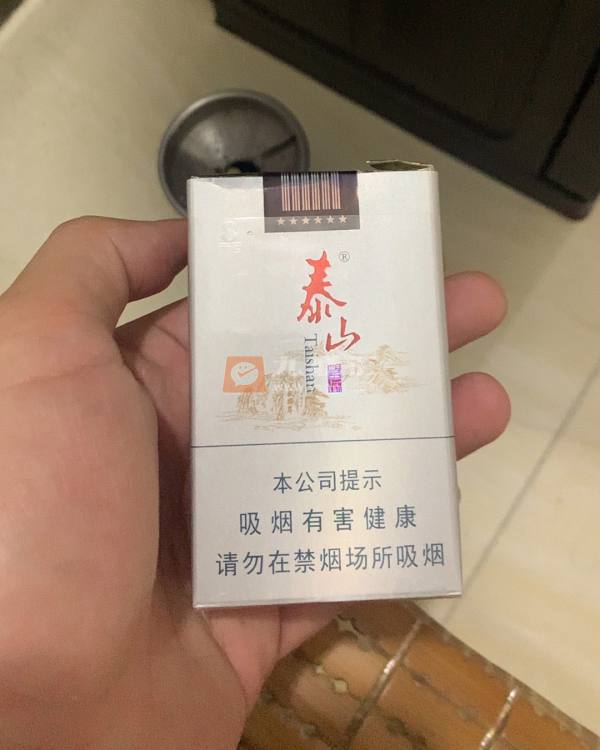 泰山®
Taishan
本公司提示
吸烟有害健康
请勿在禁烟场所吸烟